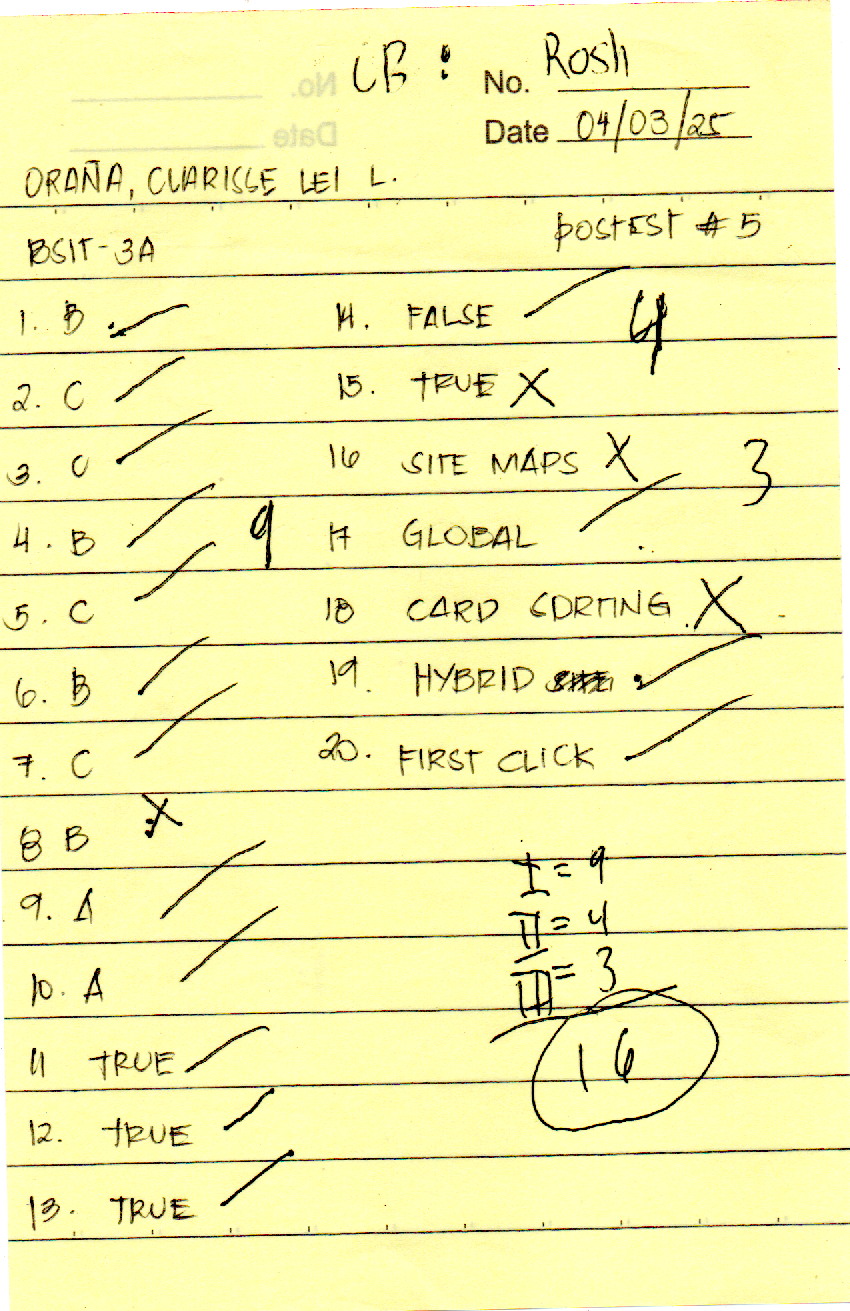 CB : No. Rosh
Date 04/03/25
ORAÑA, CLARISSE LEI L.
BSIT-3A
POSTEST # 5
1. B
2. C
3. C
4. B
5. C
9
6. B
7. C
8 B
9. A
10. A
11 TRUE
12. TRUE
13. TRUE
14. FALSE
4
15. TRUE
16 SITE MAPS
3
17 GLOBAL
18 CARD SORTING
19. HYBRID
20. FIRST CLICK
I = 9
II = 4
III = 3
16